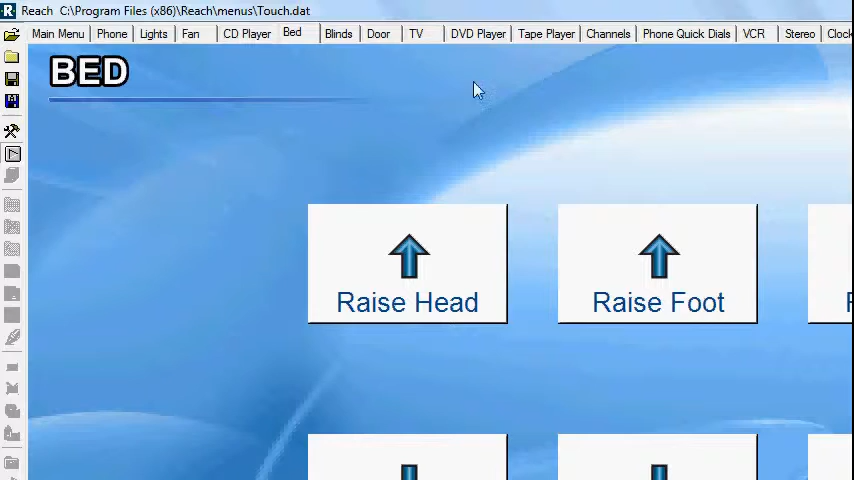 R Reach C:\Program Files (x86)\Reach\menus\Touch.dat
Main Menu Phone Lights Fan CD Player Bed Blinds Door TV DVD Player Tape Player Channels Phone Quick Dials VCR Stereo Clock
BED
Raise Head Raise Foot